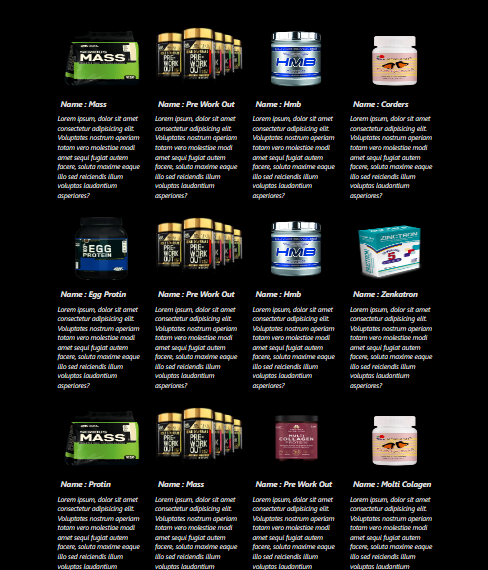 MASS
PRE-
WORK
OUT
HMB
Name : Mass
Name : Pre Work Out
Name : Hmb
Name : Corders
Lorem ipsum, dolor sit amet
consectetur adipisicing elit.
Voluptates nostrum aperiam
totam vero molestiae modi
amet sequi fugiat autem
facere, soluta maxime eaque
illo sed reiciendis illum
voluptas laudantium
asperiores?
Lorem ipsum, dolor sit amet
consectetur adipisicing elit.
Voluptates nostrum aperiam
totam vero molestiae modi
amet sequi fugiat autem
facere, soluta maxime eaque
illo sed reiciendis illum
voluptas laudantium
asperiores?
Lorem ipsum, dolor sit amet
consectetur adipisicing elit.
Voluptates nostrum aperiam
totam vero molestiae modi
amet sequi fugiat autem
facere, soluta maxime eaque
illo sed reiciendis illum
voluptas laudantium
asperiores?
Lorem ipsum, dolor sit amet
consectetur adipisicing elit.
Voluptates nostrum aperiam
totam vero molestiae modi
amet sequi fugiat autem
facere, soluta maxime eaque
illo sed reiciendis illum
voluptas laudantium
asperiores?
EGG
PROTEIN
PRE-
WORK
OUT
HMB
ZINCTRON
5
Name : Egg Protin
Name : Pre Work Out
Name : Hmb
Name : Zenkatron
Lorem ipsum, dolor sit amet
consectetur adipisicing elit.
Voluptates nostrum aperiam
totam vero molestiae modi
amet sequi fugiat autem
facere, soluta maxime eaque
illo sed reiciendis illum
voluptas laudantium
asperiores?
Lorem ipsum, dolor sit amet
consectetur adipisicing elit.
Voluptates nostrum aperiam
totam vero molestiae modi
amet sequi fugiat autem
facere, soluta maxime eaque
illo sed reiciendis illum
voluptas laudantium
asperiores?
Lorem ipsum, dolor sit amet
consectetur adipisicing elit.
Voluptates nostrum aperiam
totam vero molestiae modi
amet sequi fugiat autem
facere, soluta maxime eaque
illo sed reiciendis illum
voluptas laudantium
asperiores?
Lorem ipsum, dolor sit amet
consectetur adipisicing elit.
Voluptates nostrum aperiam
totam vero molestiae modi
amet sequi fugiat autem
facere, soluta maxime eaque
illo sed reiciendis illum
voluptas laudantium
asperiores?
MASS
PRE-
WORK
OUT
MULTI
COLLAGEN
Name : Protin
Name : Mass
Name : Pre Work Out
Name : Molti Colagen
Lorem ipsum, dolor sit amet
consectetur adipisicing elit.
Voluptates nostrum aperiam
totam vero molestiae modi
amet sequi fugiat autem
facere, soluta maxime eaque
illo sed reiciendis illum
voluptas laudantium
Lorem ipsum, dolor sit amet
consectetur adipisicing elit.
Voluptates nostrum aperiam
totam vero molestiae modi
amet sequi fugiat autem
facere, soluta maxime eaque
illo sed reiciendis illum
voluptas laudantium
Lorem ipsum, dolor sit amet
consectetur adipisicing elit.
Voluptates nostrum aperiam
totam vero molestiae modi
amet sequi fugiat autem
facere, soluta maxime eaque
illo sed reiciendis illum
voluptas laudantium
Lorem ipsum, dolor sit amet
consectetur adipisicing elit.
Voluptates nostrum aperiam
totam vero molestiae modi
amet sequi fugiat autem
facere, soluta maxime eaque
illo sed reiciendis illum
voluptas laudantium